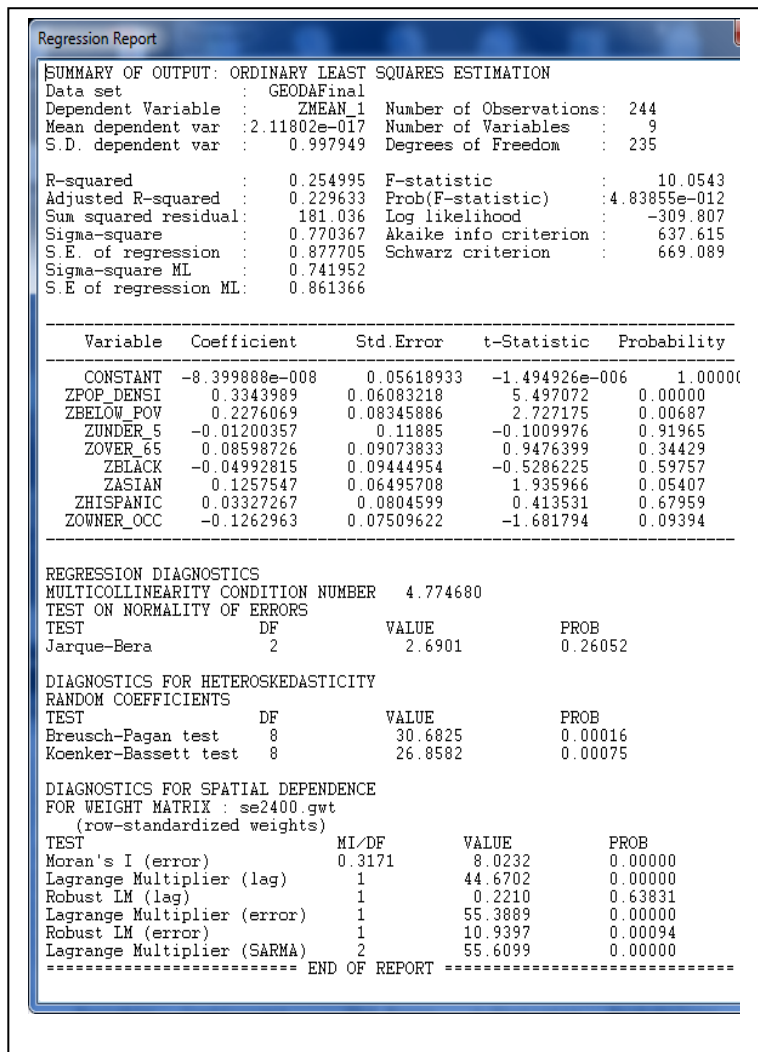 Regression Report
SUMMARY OF OUTPUT: ORDINARY LEAST SQUARES ESTIMATION
Data set : GEODAFinal
Dependent Variable : ZMEAN_1 Number of Observations: 244
Mean dependent var :2.11802e-017 Number of Variables : 9
S.D. dependent var : 0.997949 Degrees of Freedom : 235
R-squared : 0.254995 F-statistic : 10.0543
Adjusted R-squared : 0.229633 Prob(F-statistic) :4.83855e-012
Sum squared residual: 181.036 Log likelihood : -309.807
Sigma-square : 0.770367 Akaike info criterion : 637.615
S.E. of regression : 0.877705 Schwarz criterion : 669.089
Sigma-square ML : 0.741952
S.E of regression ML: 0.861366
-----------------------------------------------------------------------
Variable Coefficient Std.Error t-Statistic Probability
-----------------------------------------------------------------------
CONSTANT -8.399888e-008 0.05618933 -1.494926e-006 1.00000
ZPOP_DENSI 0.3343989 0.06083218 5.497072 0.00000
ZBELOW_POV 0.2276069 0.08345886 2.727175 0.00687
ZUNDER_5 -0.01200357 0.11885 -0.1009976 0.91965
ZOVER_65 0.08598726 0.09073833 0.9476399 0.34429
ZBLACK -0.04992815 0.09444954 -0.5286225 0.59757
ZASIAN 0.1257547 0.06495708 1.935966 0.05407
ZHISPANIC 0.03327267 0.0804599 0.413531 0.67959
ZOWNER_OCC -0.1262963 0.07509622 -1.681794 0.09394
-----------------------------------------------------------------------
REGRESSION DIAGNOSTICS
MULTICOLLINEARITY CONDITION NUMBER 4.774680
TEST ON NORMALITY OF ERRORS
TEST DF VALUE PROB
Jarque-Bera 2 2.6901 0.26052
DIAGNOSTICS FOR HETEROSKEDASTICITY
RANDOM COEFFICIENTS
TEST DF VALUE PROB
Breusch-Pagan test 8 30.6825 0.00016
Koenker-Bassett test 8 26.8582 0.00075
DIAGNOSTICS FOR SPATIAL DEPENDENCE
FOR WEIGHT MATRIX : se2400.gwt
(row-standardized weights)
TEST MI/DF VALUE PROB
Moran's I (error) 0.3171 8.0232 0.00000
Lagrange Multiplier (lag) 1 44.6702 0.00000
Robust LM (lag) 1 0.2210 0.63831
Lagrange Multiplier (error) 1 55.3889 0.00000
Robust LM (error) 1 10.9397 0.00094
Lagrange Multiplier (SARMA) 2 55.6099 0.00000
========================== END OF REPORT ==============================